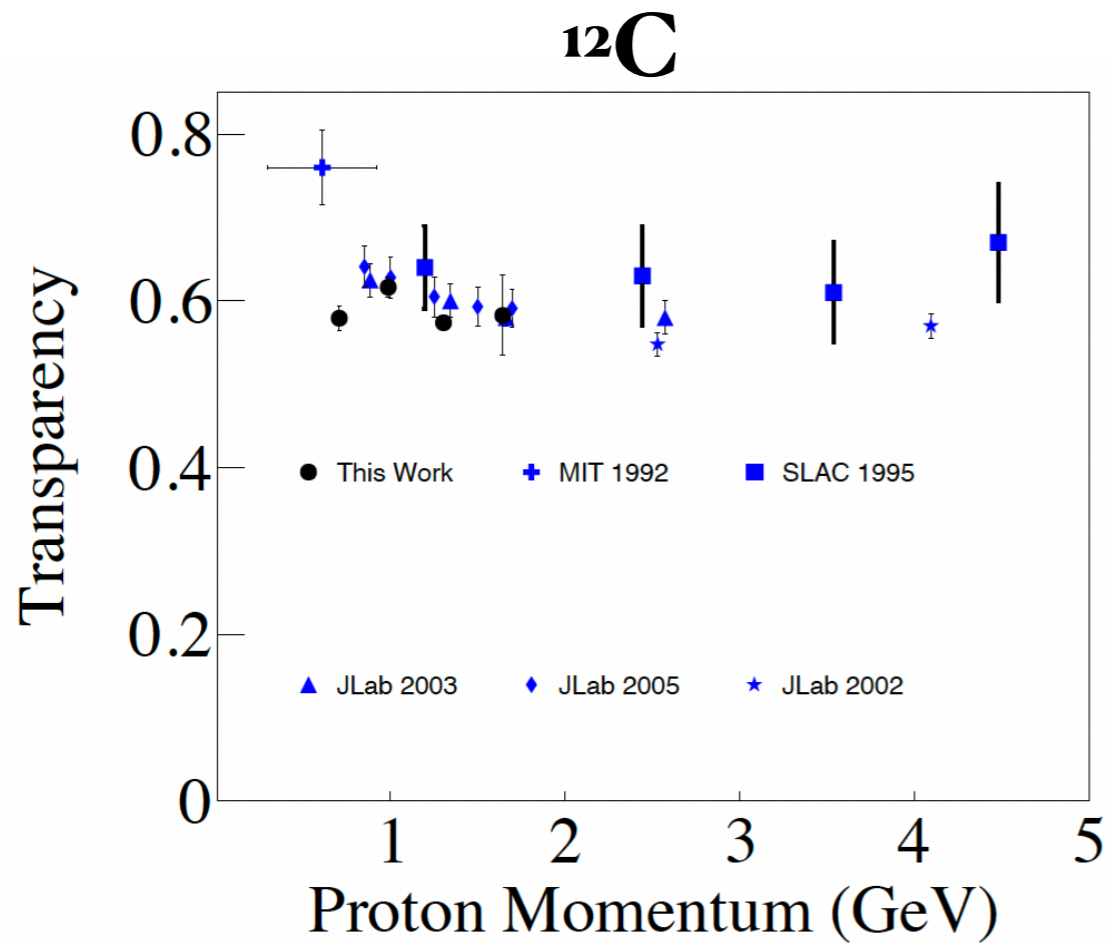 ¹²C
0.8
0.6
0.4
0.2
0
Transparency
This Work MIT 1992 SLAC 1995
JLab 2003 JLab 2005 JLab 2002
1 2 3 4 5
Proton Momentum (GeV)